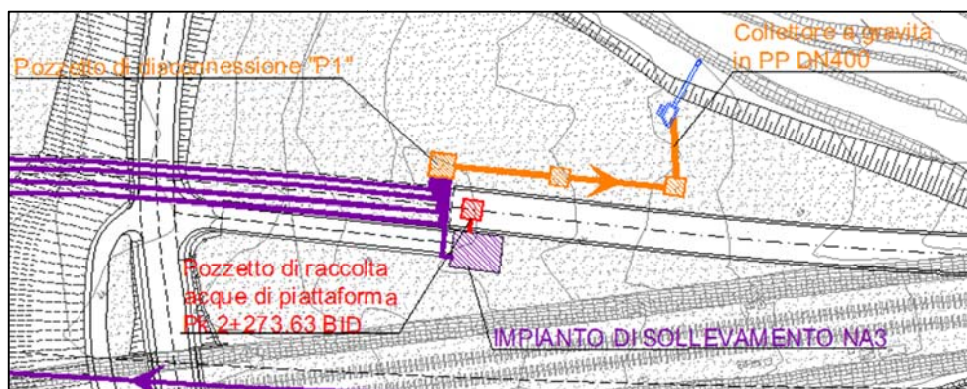 Collettore a gravità
in PP DN400
Pozzetto di disconnessione "P1"
Pozzetto di raccolta
acque di piattaforma
PK 2+273,63 BID
IMPIANTO DI SOLLEVAMENTO NA3